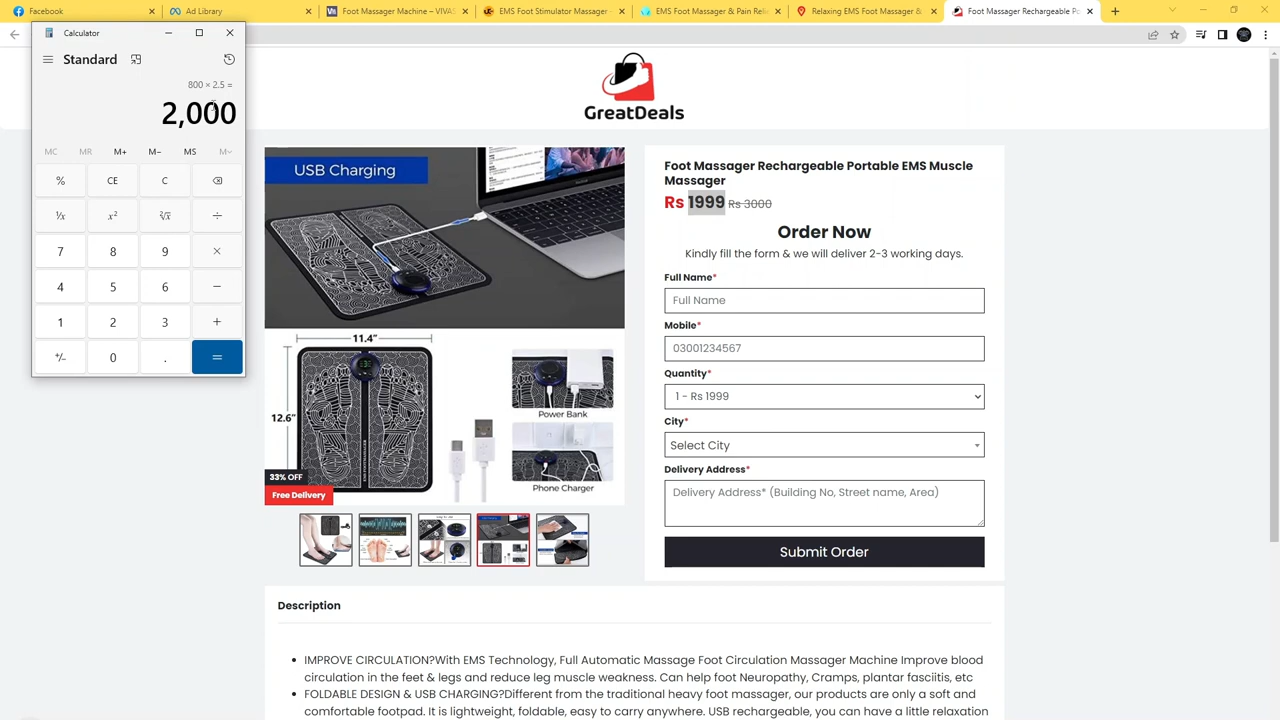 Facebook
Ad Library
Foot Massager Machine – VIVAS
EMS Foot Stimulator Massager -
EMS Foot Massager & Pain Relie
Relaxing EMS Foot Massager &
Foot Massager Rechargeable Po
Calculator
Standard
800 × 2.5 =
2,000
MC MR M+ M− MS M
% CE C
¹/x x² ²√x ÷
7 8 9 ×
4 5 6 −
1 2 3 +
+/− 0 . =
GreatDeals
USB Charging
11.4”
12.6”
Power Bank
Phone Charger
33% OFF
Free Delivery
Foot Massager Rechargeable Portable EMS Muscle
Massager
Rs 1999 Rs 3000
Order Now
Kindly fill the form & we will deliver 2-3 working days.
Full Name*
Full Name
Mobile*
03001234567
Quantity*
1 - Rs 1999
City*
Select City
Delivery Address*
Delivery Address* (Building No, Street name, Area)
Submit Order
Description
• IMPROVE CIRCULATION?With EMS Technology, Full Automatic Massage Foot Circulation Massager Machine Improve blood
circulation in the feet & legs and reduce leg muscle weakness. Can help foot Neuropathy, Cramps, plantar fasciitis, etc
• FOLDABLE DESIGN & USB CHARGING?Different from the traditional heavy foot massager, our products are only a soft and
comfortable footpad. It is lightweight, foldable, easy to carry anywhere. USB rechargeable, you can have a little relaxation